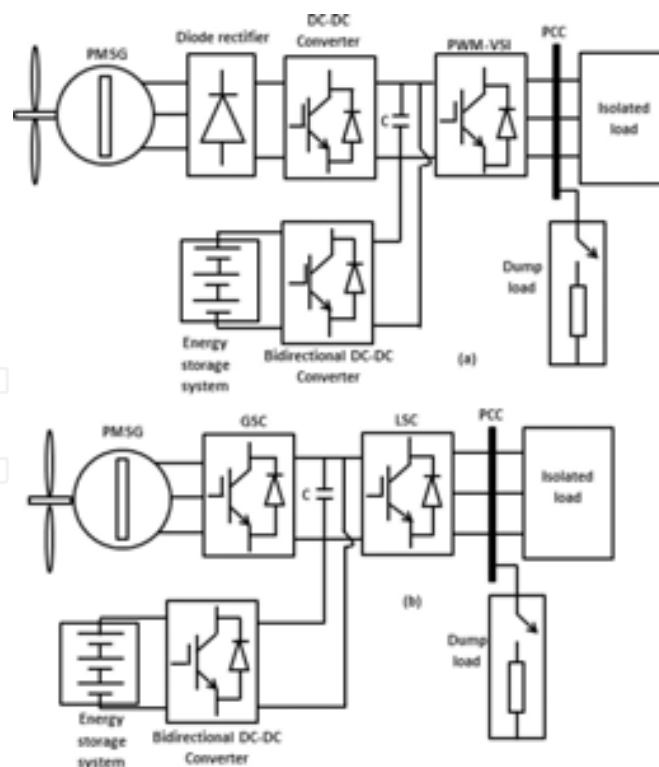 DC-DC
Converter
Diode rectifier
PMSG
PWM-VSI
PCC
C
Isolated
load
Dump
load
Energy
storage
system
Bidirectional DC-DC
Converter
(a)
PMSG
GSC
LSC
PCC
C
Isolated
load
(b)
Dump
load
Energy
storage
system
Bidirectional DC-DC
Converter